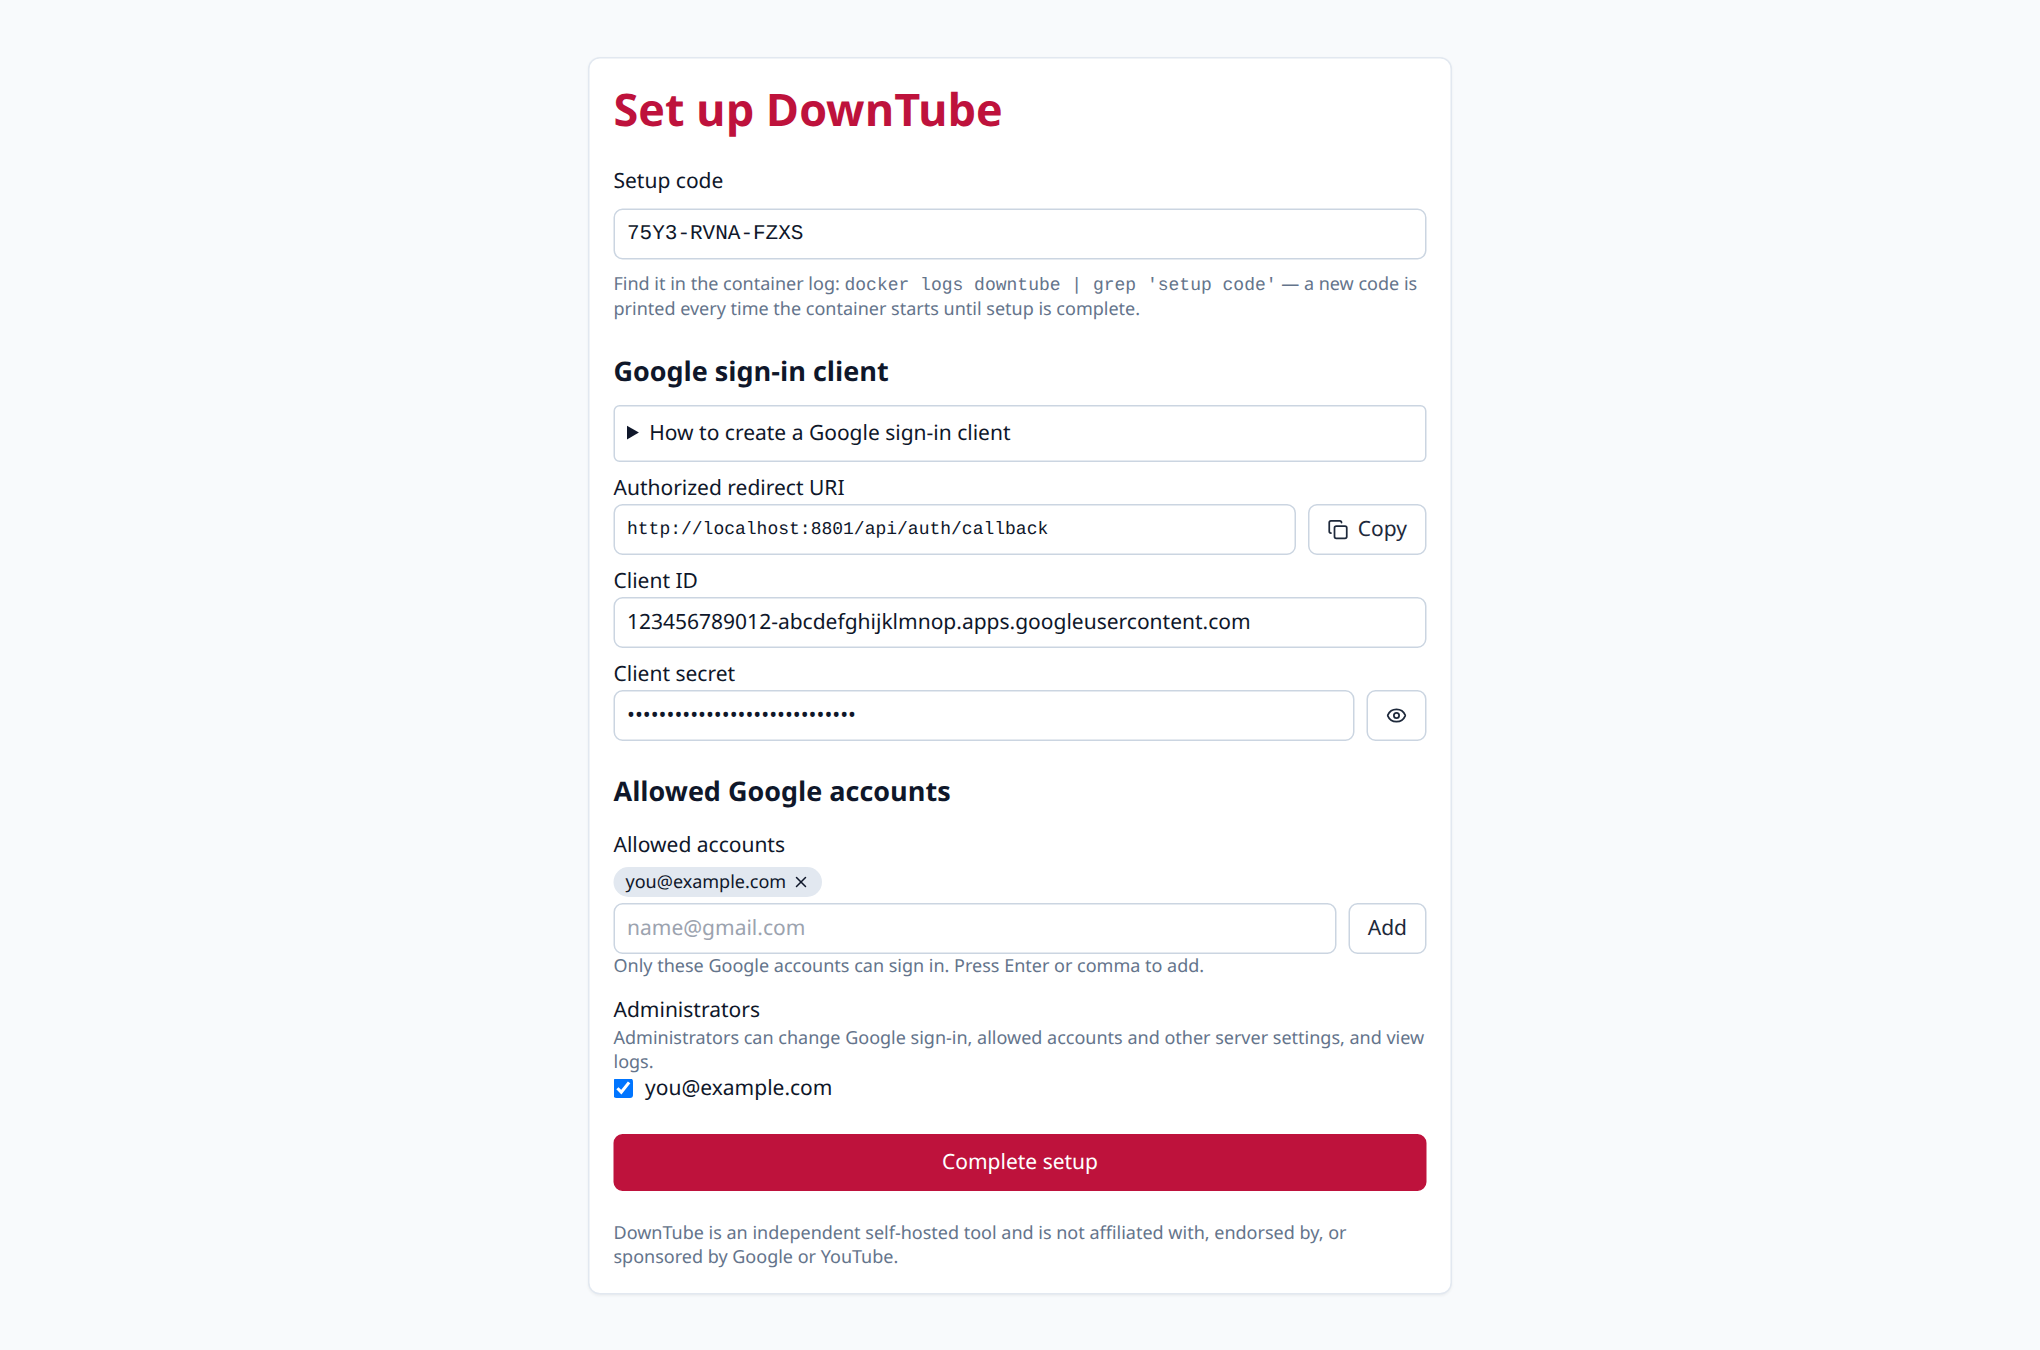 Set up DownTube
Setup code
75Y3-RVNA-FZXS
Find it in the container log: docker logs downtube | grep 'setup code' — a new code is
printed every time the container starts until setup is complete.
Google sign-in client
How to create a Google sign-in client
Authorized redirect URI
http://localhost:8801/api/auth/callback
Copy
Client ID
123456789012-abcdefghijklmnop.apps.googleusercontent.com
Client secret
••••••••••••••••••••••••••••
Allowed Google accounts
Allowed accounts
you@example.com
name@gmail.com
Add
Only these Google accounts can sign in. Press Enter or comma to add.
Administrators
Administrators can change Google sign-in, allowed accounts and other server settings, and view
logs.
you@example.com
Complete setup
DownTube is an independent self-hosted tool and is not affiliated with, endorsed by, or
sponsored by Google or YouTube.